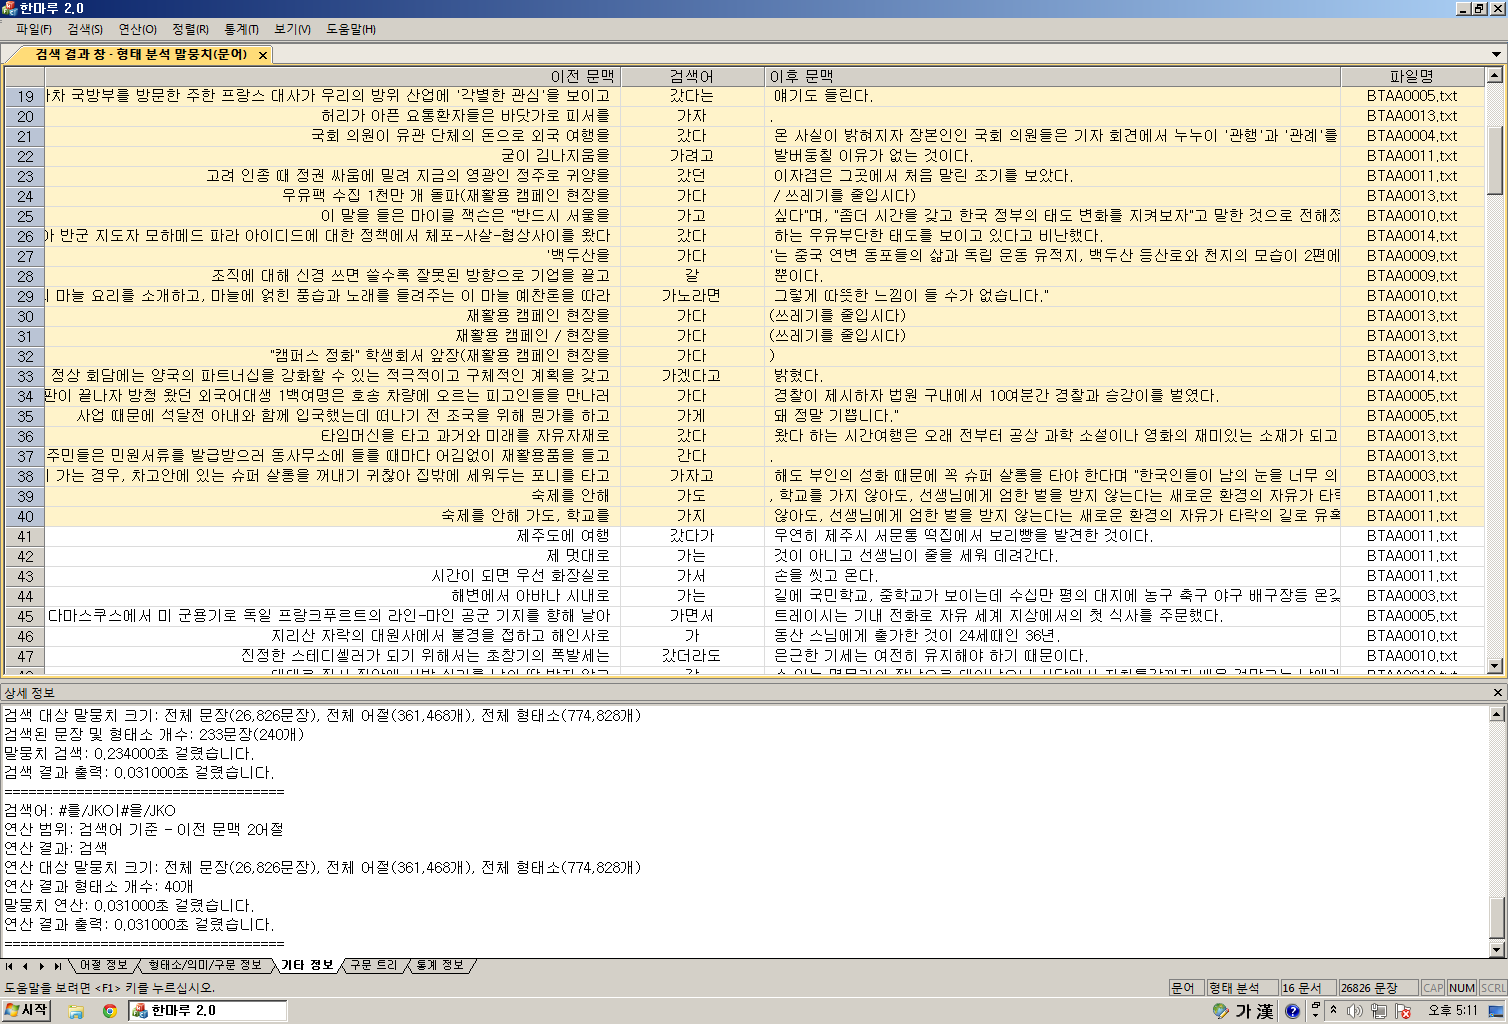 한마루 2.0
파일(F) 검색(S) 연산(O) 정렬(R) 통계(T) 보기(V) 도움말(H)
검색 결과 창 - 형태 분석 말뭉치(문어)
이전 문맥 검색어 이후 문맥 파일명
19 차 국방부를 방문한 주한 프랑스 대사가 우리의 방위 산업에 '각별한 관심'을 보이고 갔다는 얘기도 들린다. BTAA0005.txt
20 허리가 아픈 요통환자들은 바닷가로 피서를 가자 . BTAA0013.txt
21 국회 의원이 유관 단체의 돈으로 외국 여행을 갔다 온 사실이 밝혀지자 장본인인 국회 의원들은 기자 회견에서 누누이 '관행'과 '관례'를 BTAA0004.txt
22 굳이 김나지움을 가려고 발버둥칠 이유가 없는 것이다. BTAA0011.txt
23 고려 인종 때 정권 싸움에 밀려 지금의 영광인 정주로 귀양을 갔던 이자겸은 그곳에서 처음 말린 조기를 보았다. BTAA0011.txt
24 우유팩 수집 1천만 개 돌파(재활용 캠페인 현장을 가다 / 쓰레기를 줄입시다) BTAA0013.txt
25 이 말을 들은 마이클 잭슨은 "반드시 서울을 가고 싶다"며, "좀더 시간을 갖고 한국 정부의 태도 변화를 지켜보자"고 말한 것으로 전해졌 BTAA0010.txt
26 반군 지도자 모하메드 파라 아이디드에 대한 정책에서 체포-사살-협상사이를 왔다 갔다 하는 우유부단한 태도를 보이고 있다고 비난했다. BTAA0014.txt
27 '백두산을 가다 '는 중국 연변 동포들의 삶과 독립 운동 유적지, 백두산 등산로와 천지의 모습이 2편에 BTAA0009.txt
28 조직에 대해 신경 쓰면 쓸수록 잘못된 방향으로 기업을 끌고 갈 뿐이다. BTAA0009.txt
29 마늘 요리를 소개하고, 마늘에 얽힌 풍습과 노래를 들려주는 이 마늘 예찬론을 따라 가노라면 그렇게 따뜻한 느낌이 들 수가 없습니다." BTAA0010.txt
30 재활용 캠페인 현장을 가다 (쓰레기를 줄입시다) BTAA0013.txt
31 재활용 캠페인 / 현장을 가다 (쓰레기를 줄입시다) BTAA0013.txt
32 "캠퍼스 정화" 학생회서 앞장(재활용 캠페인 현장을 가다 ) BTAA0013.txt
33 정상 회담에는 양국의 파트너십을 강화할 수 있는 적극적이고 구체적인 계획을 갖고 가겠다고 밝혔다. BTAA0014.txt
34 판이 끝나자 방청 왔던 외국어대생 1백여명은 호송 차량에 오르는 피고인들을 만나러 가다 경찰이 제시하자 법원 구내에서 10여분간 경찰과 승강이를 벌였다. BTAA0005.txt
35 사업 때문에 석달전 아내와 함께 입국했는데 떠나기 전 조국을 위해 뭔가를 하고 가게 돼 정말 기쁩니다." BTAA0005.txt
36 타임머신을 타고 과거와 미래를 자유자재로 갔다 왔다 하는 시간여행은 오래 전부터 공상 과학 소설이나 영화의 재미있는 소재가 되고 BTAA0013.txt
37 주민들은 민원서류를 발급받으러 동사무소에 들를 때마다 어김없이 재활용품을 들고 간다 . BTAA0013.txt
38 가는 경우, 차고안에 있는 슈퍼 살롱을 꺼내기 귀찮아 집밖에 세워두는 포니를 타고 가자고 해도 부인의 성화 때문에 꼭 슈퍼 살롱을 타야 한다며 "한국인들이 남의 눈을 너무 의 BTAA0003.txt
39 숙제를 안해 가도 , 학교를 가지 않아도, 선생님에게 엄한 벌을 받지 않는다는 새로운 환경의 자유가 타락 BTAA0011.txt
40 숙제를 안해 가도, 학교를 가지 않아도, 선생님에게 엄한 벌을 받지 않는다는 새로운 환경의 자유가 타락의 길로 유혹 BTAA0011.txt
41 제주도에 여행 갔다가 우연히 제주시 서문통 떡집에서 보리빵을 발견한 것이다. BTAA0011.txt
42 제 멋대로 가는 것이 아니고 선생님이 줄을 세워 데려간다. BTAA0011.txt
43 시간이 되면 우선 화장실로 가서 손을 씻고 온다. BTAA0011.txt
44 해변에서 아바나 시내로 가는 길에 국민학교, 중학교가 보이는데 수십만 평의 대지에 농구 축구 야구 배구장등 온갖 BTAA0003.txt
45 다마스쿠스에서 미 군용기로 독일 프랑크푸르트의 라인-마인 공군 기지를 향해 날아 가면서 트레이시는 기내 전화로 자유 세계 지상에서의 첫 식사를 주문했다. BTAA0005.txt
46 지리산 자락의 대원사에서 불경을 접하고 해인사로 가 동산 스님에게 출가한 것이 24세때인 36년. BTAA0010.txt
47 진정한 스테디셀러가 되기 위해서는 초창기의 폭발세는 갔더라도 은근한 기세는 여전히 유지해야 하기 때문이다. BTAA0010.txt
상세 정보
검색 대상 말뭉치 크기: 전체 문장(26,826문장), 전체 어절(361,468개), 전체 형태소(774,828개)
검색된 문장 및 형태소 개수: 233문장(240개)
말뭉치 검색: 0.234000초 걸렸습니다.
검색 결과 출력: 0.031000초 걸렸습니다.
===================================
검색어: #를/JKO|#을/JKO
연산 범위: 검색어 기준 - 이전 문맥 2어절
연산 결과: 검색
연산 대상 말뭉치 크기: 전체 문장(26,826문장), 전체 어절(361,468개), 전체 형태소(774,828개)
연산 결과 형태소 개수: 40개
말뭉치 연산: 0.031000초 걸렸습니다.
연산 결과 출력: 0.031000초 걸렸습니다.
===================================
어절 정보 형태소/의미/구문 정보 기타 정보 구문 트리 통계 정보
도움말을 보려면 <F1> 키를 누르십시오. 문어 형태 분석 16 문서 26826 문장 CAP NUM SCRL
시작 한마루 2.0 가 漢 오후 5:11